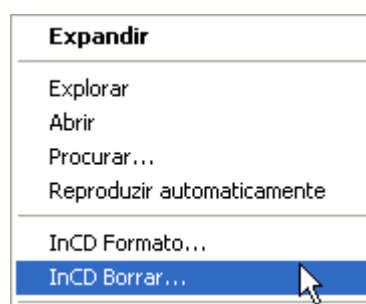 Expandir
Explorar
Abrir
Procurar...
Reproduzir automaticamente
InCD Formato...
InCD Borrar...